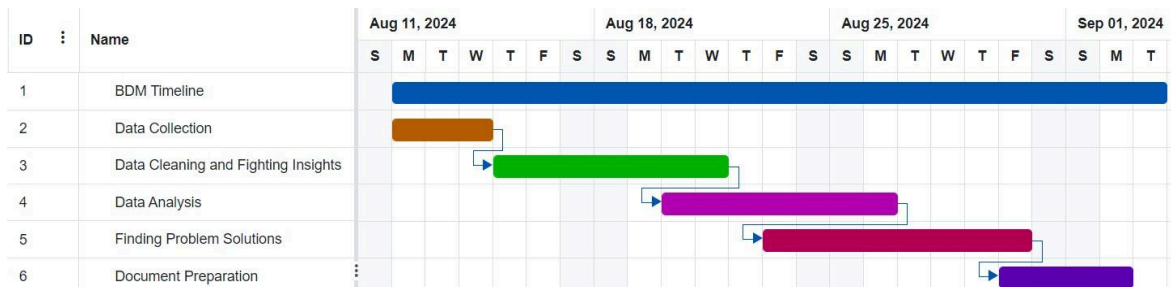 ID Name
Aug 11, 2024 Aug 18, 2024 Aug 25, 2024 Sep 01, 2024
S M T W T F S S M T W T F S S M T W T F S S M T
1 BDM Timeline
2 Data Collection
3 Data Cleaning and Fighting Insights
4 Data Analysis
5 Finding Problem Solutions
6 Document Preparation